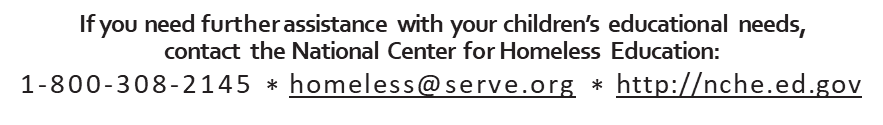 If you need further assistance with your children’s educational needs,
contact the National Center for Homeless Education:
1-800-308-2145 * homeless@serve.org * http://nche.ed.gov